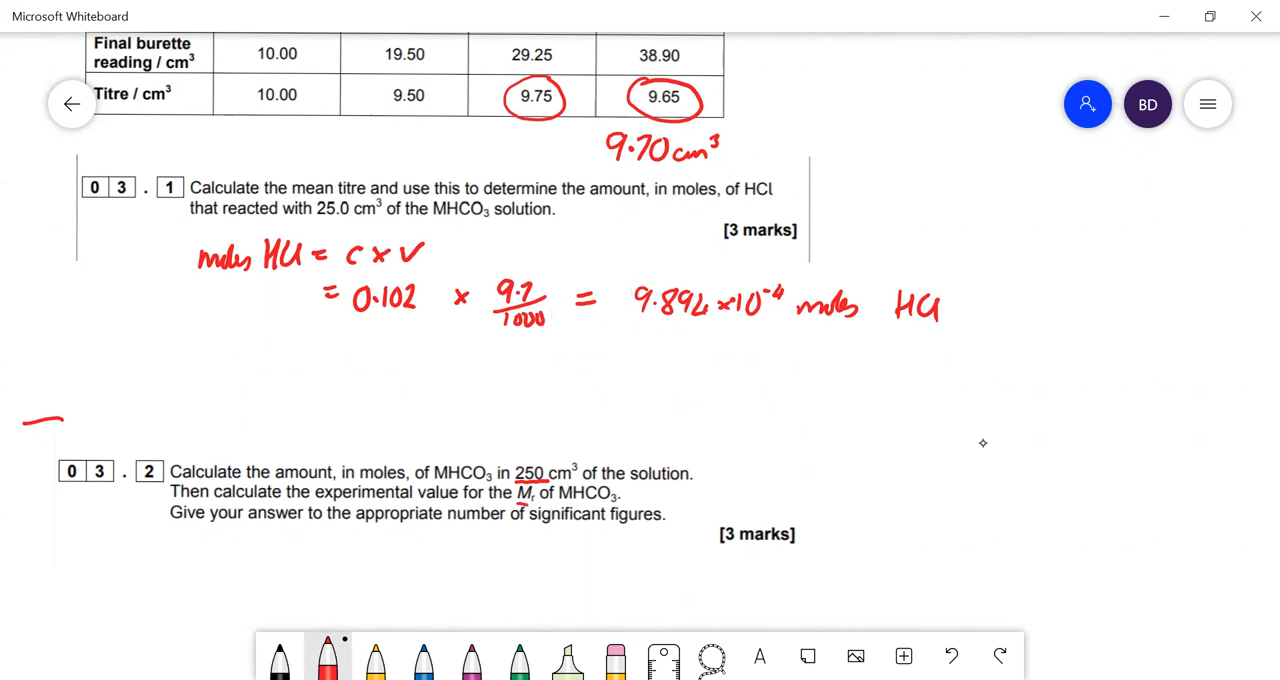 Microsoft Whiteboard
Final burette
reading / cm³ 10.00 19.50 29.25 38.90
Titre / cm³ 10.00 9.50 9.75 9.65
BD
9.70 cm³
0 3 . 1 Calculate the mean titre and use this to determine the amount, in moles, of HCl
that reacted with 25.0 cm³ of the MHCO₃ solution.
[3 marks]
moles HCl = c × v
= 0.102 × 9.7/1000 = 9.894 × 10⁻⁴ moles HCl
0 3 . 2 Calculate the amount, in moles, of MHCO₃ in 250 cm³ of the solution.
Then calculate the experimental value for the Mᵣ of MHCO₃.
Give your answer to the appropriate number of significant figures.
[3 marks]
A